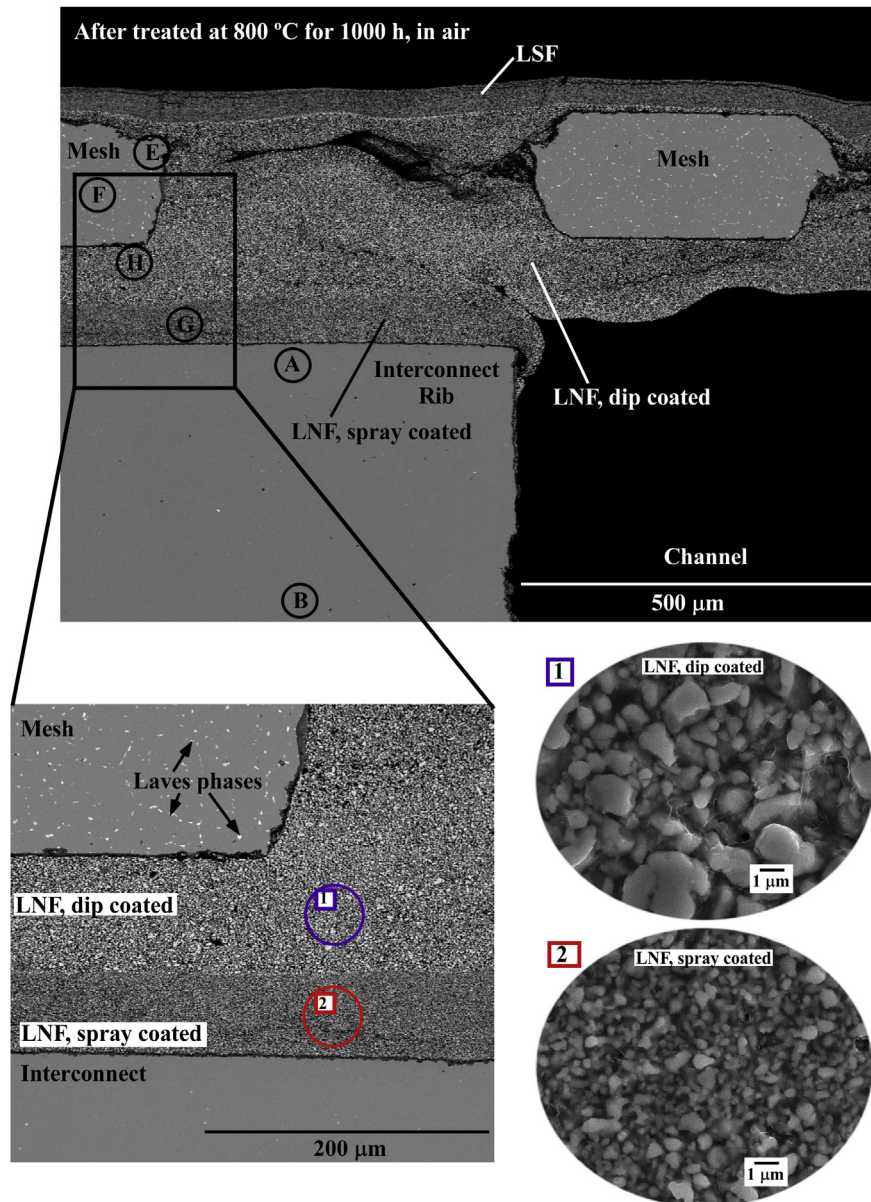 After treated at 800 ºC for 1000 h, in air
LSF
Mesh
E
Mesh
F
H
G
A
Interconnect
Rib
LNF, dip coated
LNF, spray coated
Channel
B
500 µm
1
LNF, dip coated
Mesh
Laves phases
1 µm
LNF, dip coated
1
2
LNF, spray coated
2
LNF, spray coated
Interconnect
200 µm
1 µm